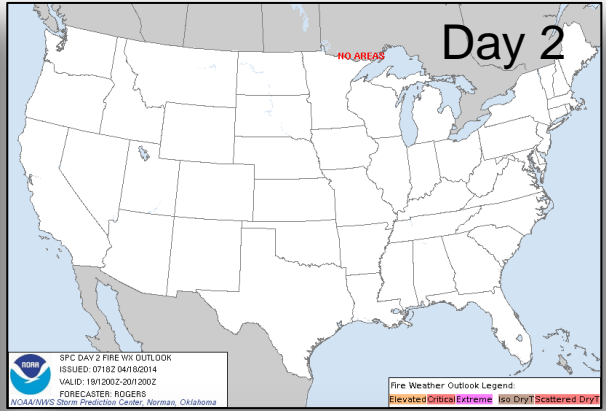 Day 2
NO AREAS
NOAA
SPC DAY 2 FIRE WX OUTLOOK
ISSUED: 0718Z 04/18/2014
VALID: 19/1200Z-20/1200Z
FORECASTER: ROGERS
NOAA/NWS Storm Prediction Center, Norman, Oklahoma
Fire Weather Outlook Legend:
Elevated Critical Extreme Iso DryT Scattered DryT